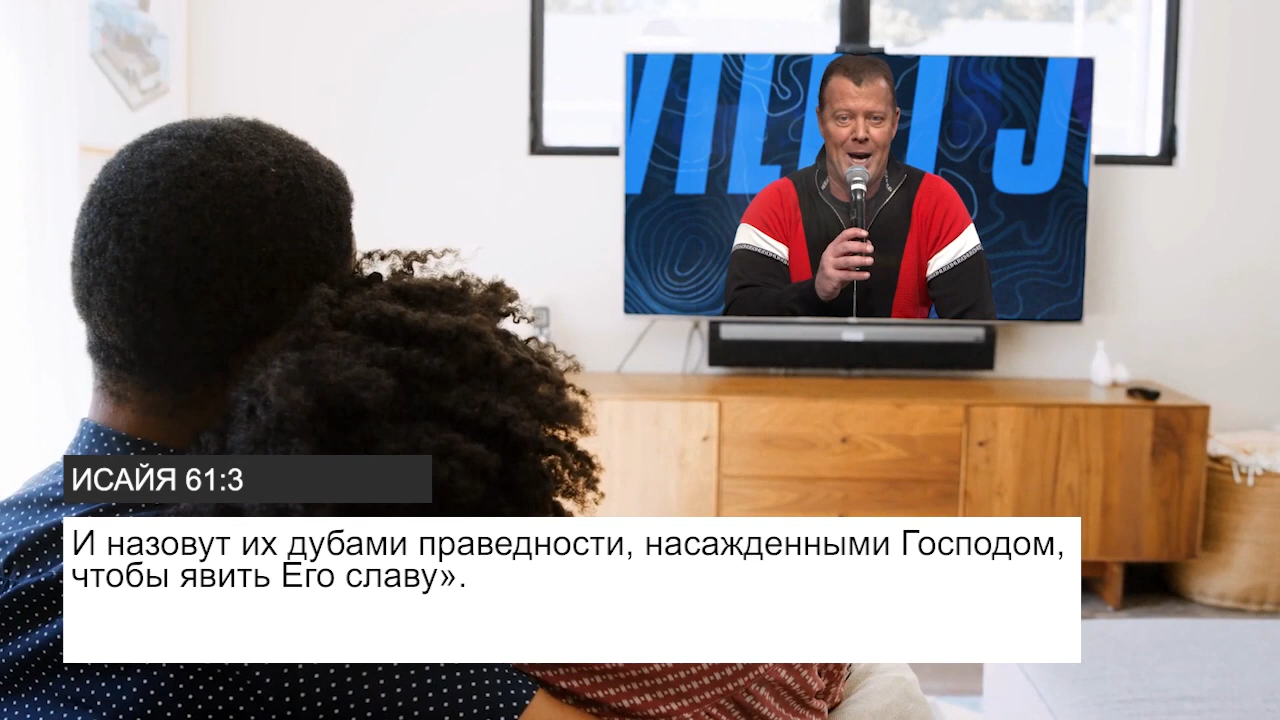 ИСАЙЯ 61:3
И назовут их дубами праведности, насажденными Господом,
чтобы явить Его славу».